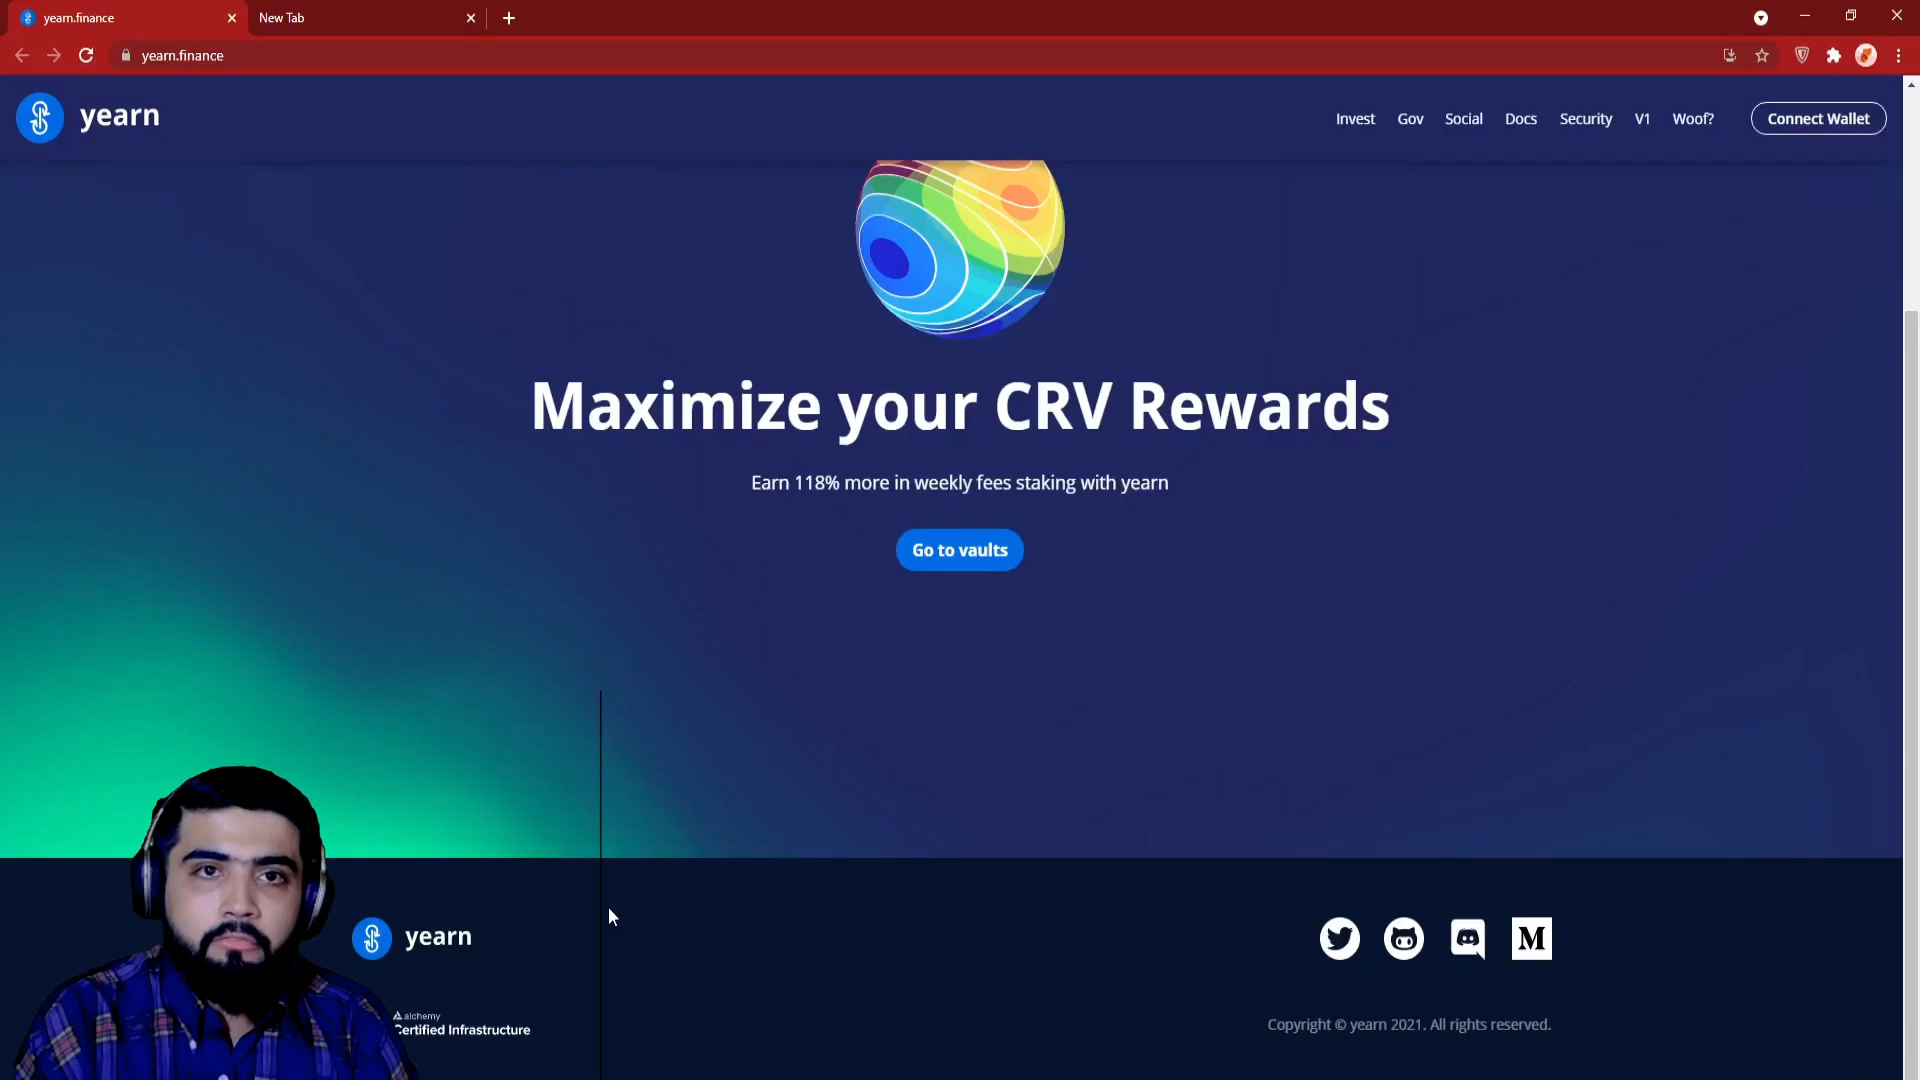 yearn.finance
New Tab
yearn.finance
yearn
Invest Gov Social Docs Security V1 Woof? Connect Wallet
Maximize your CRV Rewards
Earn 118% more in weekly fees staking with yearn
Go to vaults
yearn
M
alchemy
Certified Infrastructure
Copyright © yearn 2021. All rights reserved.